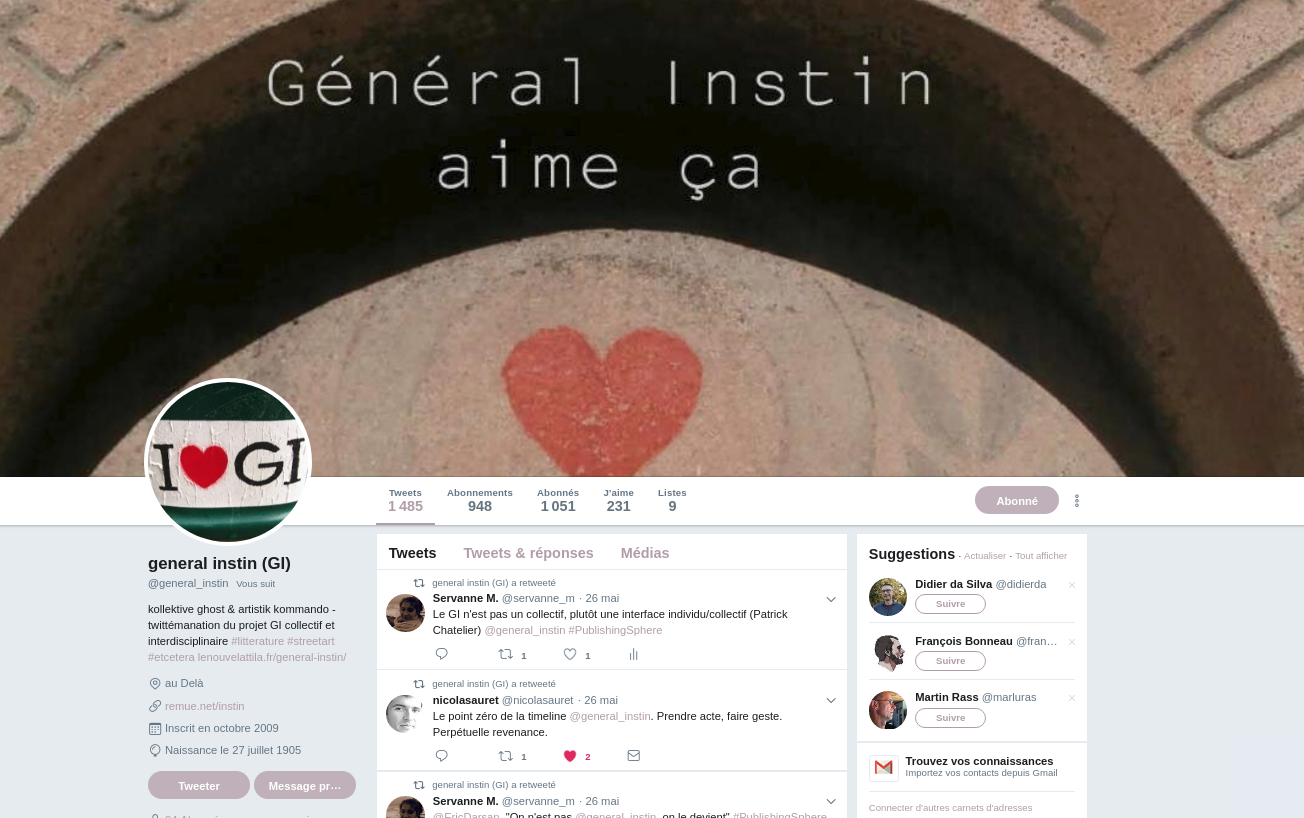 Général Instin
aime ça
I ❤ GI
Tweets
1 485
Abonnements
948
Abonnés
1 051
J'aime
231
Listes
9
Abonné
general instin (GI)
@general_instin Vous suit
kollektive ghost & artistik kommando -
twittémanation du projet GI collectif et
interdisciplinaire #litterature #streetart
#etcetera lenouvelattila.fr/general-instin/
au Delà
remue.net/instin
Inscrit en octobre 2009
Naissance le 27 juillet 1905
Tweeter
Message pr…
Tweets Tweets & réponses Médias
general instin (GI) a retweeté
Servanne M. @servanne_m · 26 mai
Le GI n'est pas un collectif, plutôt une interface individu/collectif (Patrick
Chatelier) @general_instin #PublishingSphere
1 1
general instin (GI) a retweeté
nicolasauret @nicolasauret · 26 mai
Le point zéro de la timeline @general_instin. Prendre acte, faire geste.
Perpétuelle revenance.
1 2
general instin (GI) a retweeté
Servanne M. @servanne_m · 26 mai
@EricDarsan "On n'est pas @general_instin, on le devient" #PublishingSphere
Suggestions · Actualiser · Tout afficher
Didier da Silva @didierda
Suivre
François Bonneau @fran…
Suivre
Martin Rass @marluras
Suivre
Trouvez vos connaissances
Importez vos contacts depuis Gmail
Connecter d'autres carnets d'adresses